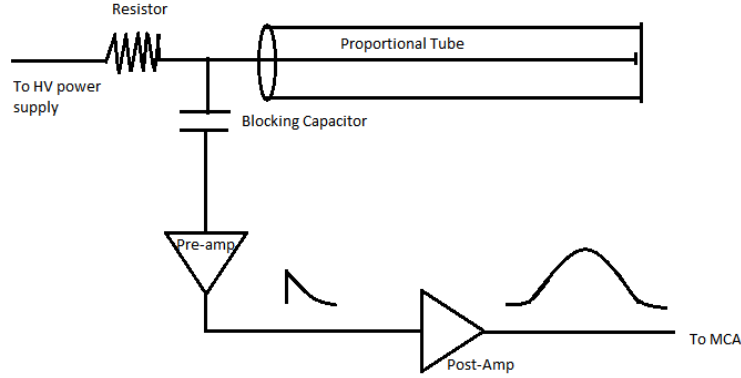 Resistor
Proportional Tube
To HV power
supply
Blocking Capacitor
Pre-amp
To MCA
Post-Amp